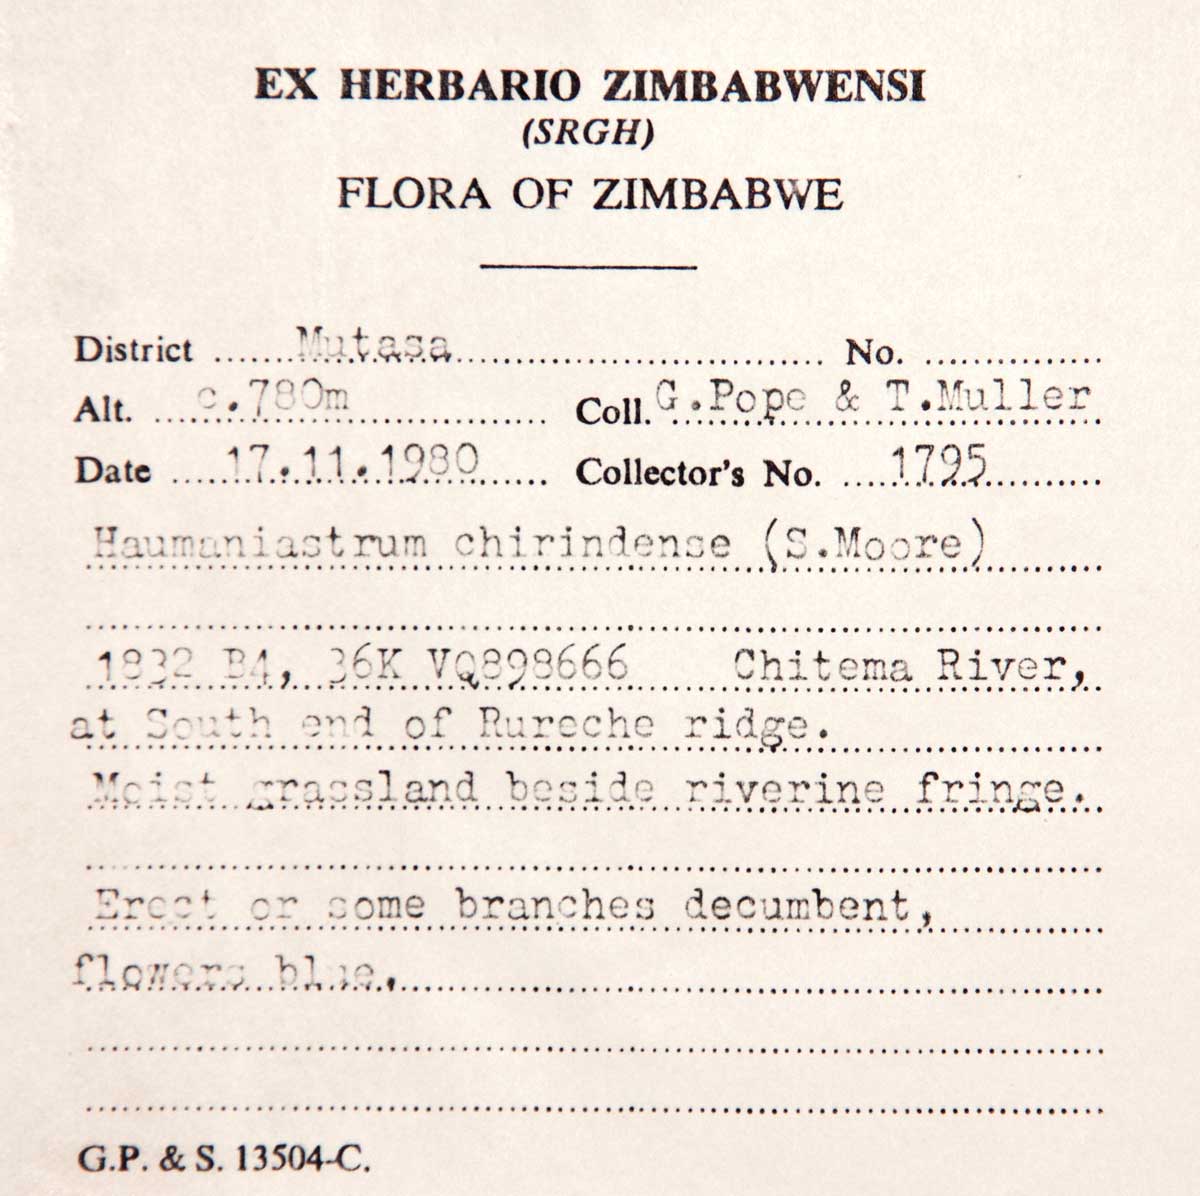 EX HERBARIO ZIMBABWENSI
(SRGH)
FLORA OF ZIMBABWE
District ......Mutasa........................ No. ..............
Alt. ....c.780m.................. Coll. G.Pope & T.Muller
Date ....17.11.1980...... Collector's No. ....1795..........
Haumaniastrum chirindense (S.Moore)
1832 B4, 36K VQ898666 Chitema River,
at South end of Rureche ridge.
Moist grassland beside riverine fringe.
Erect or some branches decumbent,
flowers blue.
G.P. & S. 13504-C.